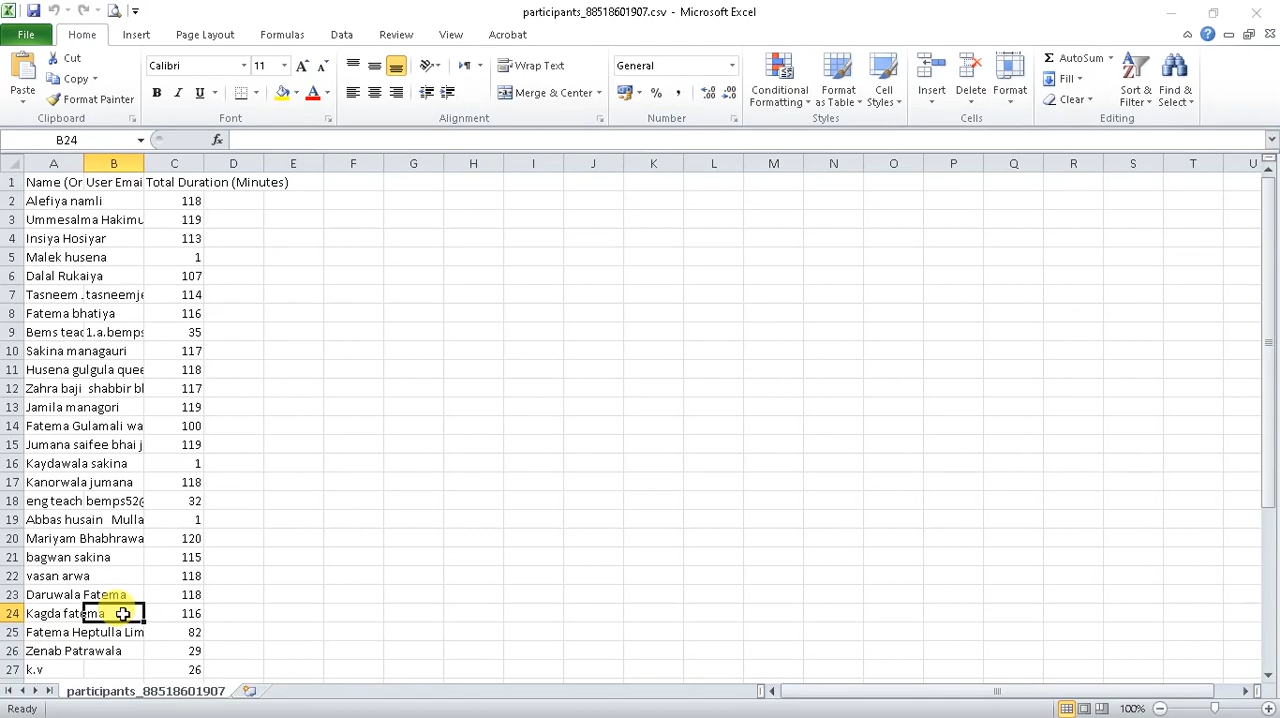 participants_88518601907.csv - Microsoft Excel
File Home Insert Page Layout Formulas Data Review View Acrobat
Paste
Cut
Copy
Format Painter
Clipboard
Calibri 11
B I U
Font
Wrap Text
Merge & Center
Alignment
General
Number
Conditional Formatting
Format as Table
Cell Styles
Styles
Insert
Delete
Format
Cells
AutoSum
Fill
Clear
Sort & Filter
Find & Select
Editing
B24 fx
A B C D E F G H I J K L M N O P Q R S T U
1 Name (Or User Emai Total Duration (Minutes)
2 Alefiya namli 118
3 Ummesalma Hakimu 119
4 Insiya Hosiyar 113
5 Malek husena 1
6 Dalal Rukaiya 107
7 Tasneem tasneemje 114
8 Fatema bhatiya 116
9 Bems teac 1.a.bemps 35
10 Sakina managauri 117
11 Husena gulgula quee 118
12 Zahra baji shabbir bl 117
13 Jamila managori 119
14 Fatema Gulamali wa 100
15 Jumana saifee bhai j 119
16 Kaydawala sakina 1
17 Kanorwala jumana 118
18 eng teach bemps52@ 32
19 Abbas husain Mulla 1
20 Mariyam Bhabhrawa 120
21 bagwan sakina 115
22 vasan arwa 118
23 Daruwala Fatema 118
24 Kagda fatema 116
25 Fatema Heptulla Lim 82
26 Zenab Patrawala 29
27 k.v 26
participants_88518601907
Ready 100%